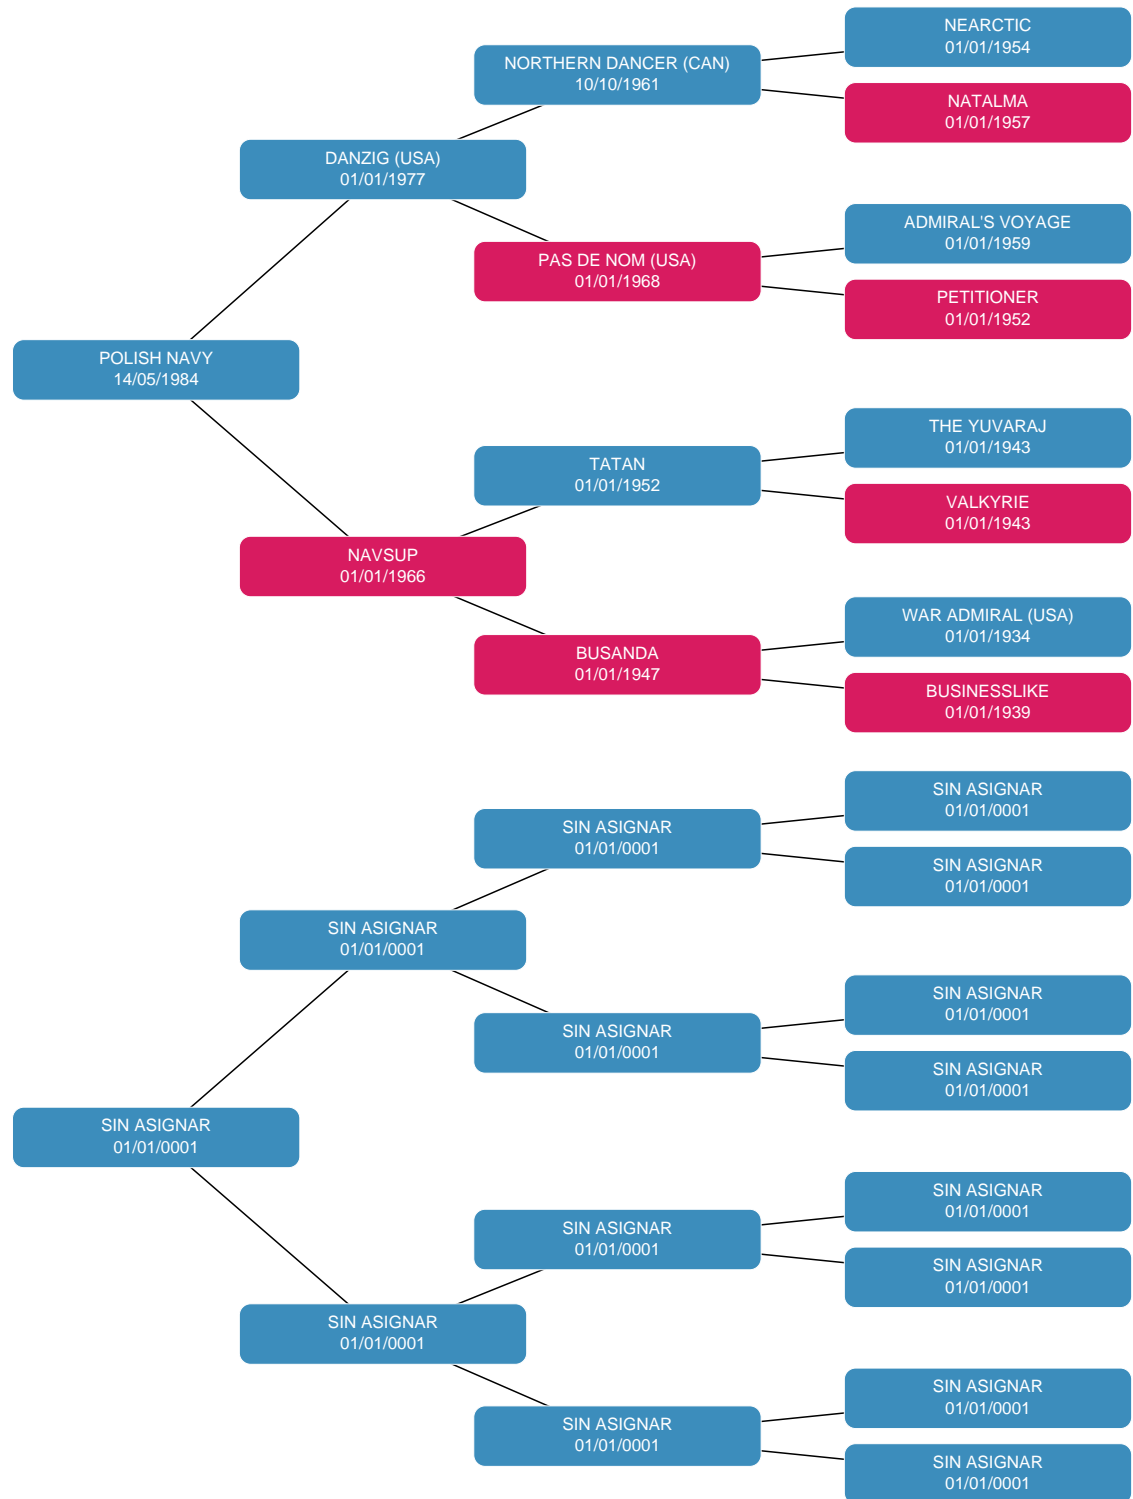 NEARCTIC
01/01/1954
NORTHERN DANCER (CAN)
10/10/1961
NATALMA
01/01/1957
DANZIG (USA)
01/01/1977
ADMIRAL'S VOYAGE
01/01/1959
PAS DE NOM (USA)
01/01/1968
PETITIONER
01/01/1952
POLISH NAVY
14/05/1984
THE YUVARAJ
01/01/1943
TATAN
01/01/1952
VALKYRIE
01/01/1943
NAVSUP
01/01/1966
WAR ADMIRAL (USA)
01/01/1934
BUSANDA
01/01/1947
BUSINESSLIKE
01/01/1939
SIN ASIGNAR
01/01/0001
SIN ASIGNAR
01/01/0001
SIN ASIGNAR
01/01/0001
SIN ASIGNAR
01/01/0001
SIN ASIGNAR
01/01/0001
SIN ASIGNAR
01/01/0001
SIN ASIGNAR
01/01/0001
SIN ASIGNAR
01/01/0001
SIN ASIGNAR
01/01/0001
SIN ASIGNAR
01/01/0001
SIN ASIGNAR
01/01/0001
SIN ASIGNAR
01/01/0001
SIN ASIGNAR
01/01/0001
SIN ASIGNAR
01/01/0001
SIN ASIGNAR
01/01/0001